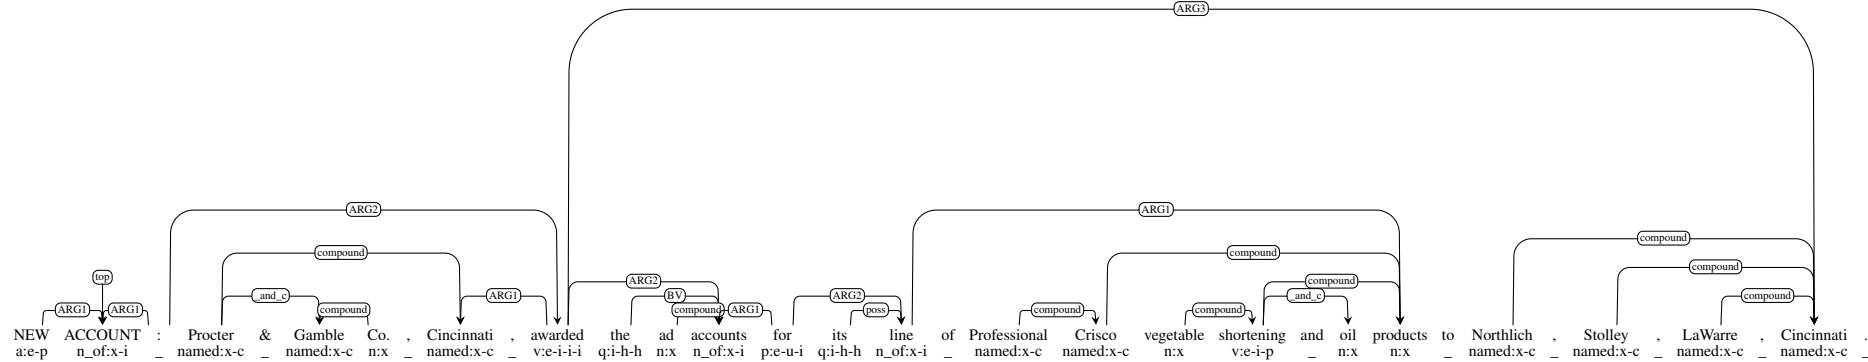 ARG3
ARG2 ARG1
compound compound compound
top ARG2 compound compound
_and_c ARG1 BV ARG2 _and_c compound
ARG1 ARG1 compound compound ARG1 poss compound compound
NEW ACCOUNT : Procter & Gamble Co. , Cincinnati , awarded the ad accounts for its line of Professional Crisco vegetable shortening and oil products to Northlich , Stolley , LaWarre , Cincinnati .
a:e-p n_of:x-i _ named:x-c _ named:x-c n:x _ named:x-c _ v:e-i-i-i q:i-h-h n:x n_of:x-i p:e-u-i q:i-h-h n_of:x-i _ named:x-c named:x-c n:x v:e-i-p _ n:x n:x _ named:x-c _ named:x-c _ named:x-c _ named:x-c _